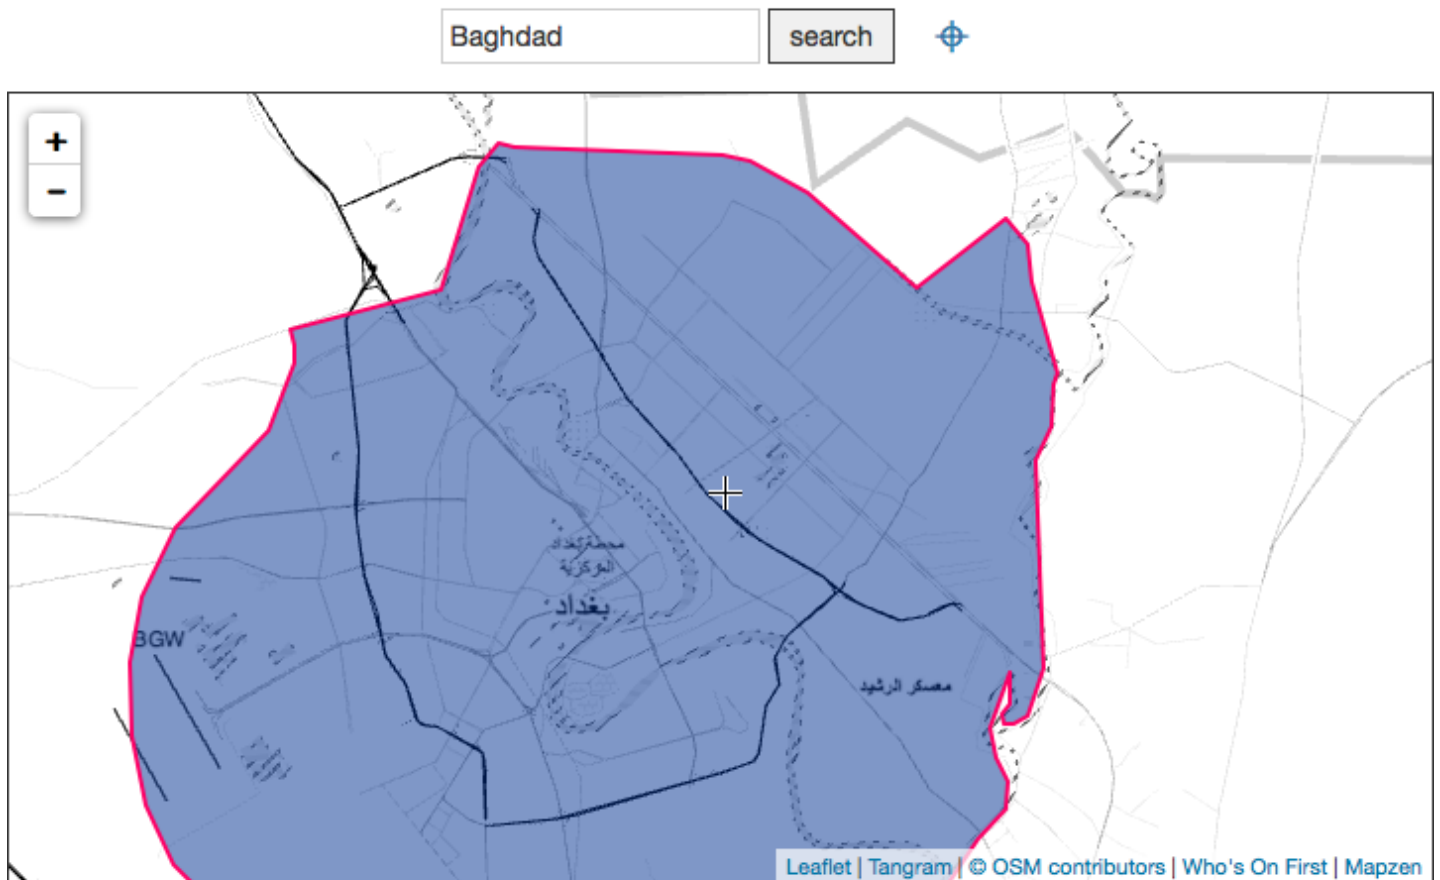 Baghdad
search
+
−
محطة بغداد
المركزية
بغداد
BGW
معسكر الرشيد
Leaflet | Tangram | © OSM contributors | Who's On First | Mapzen